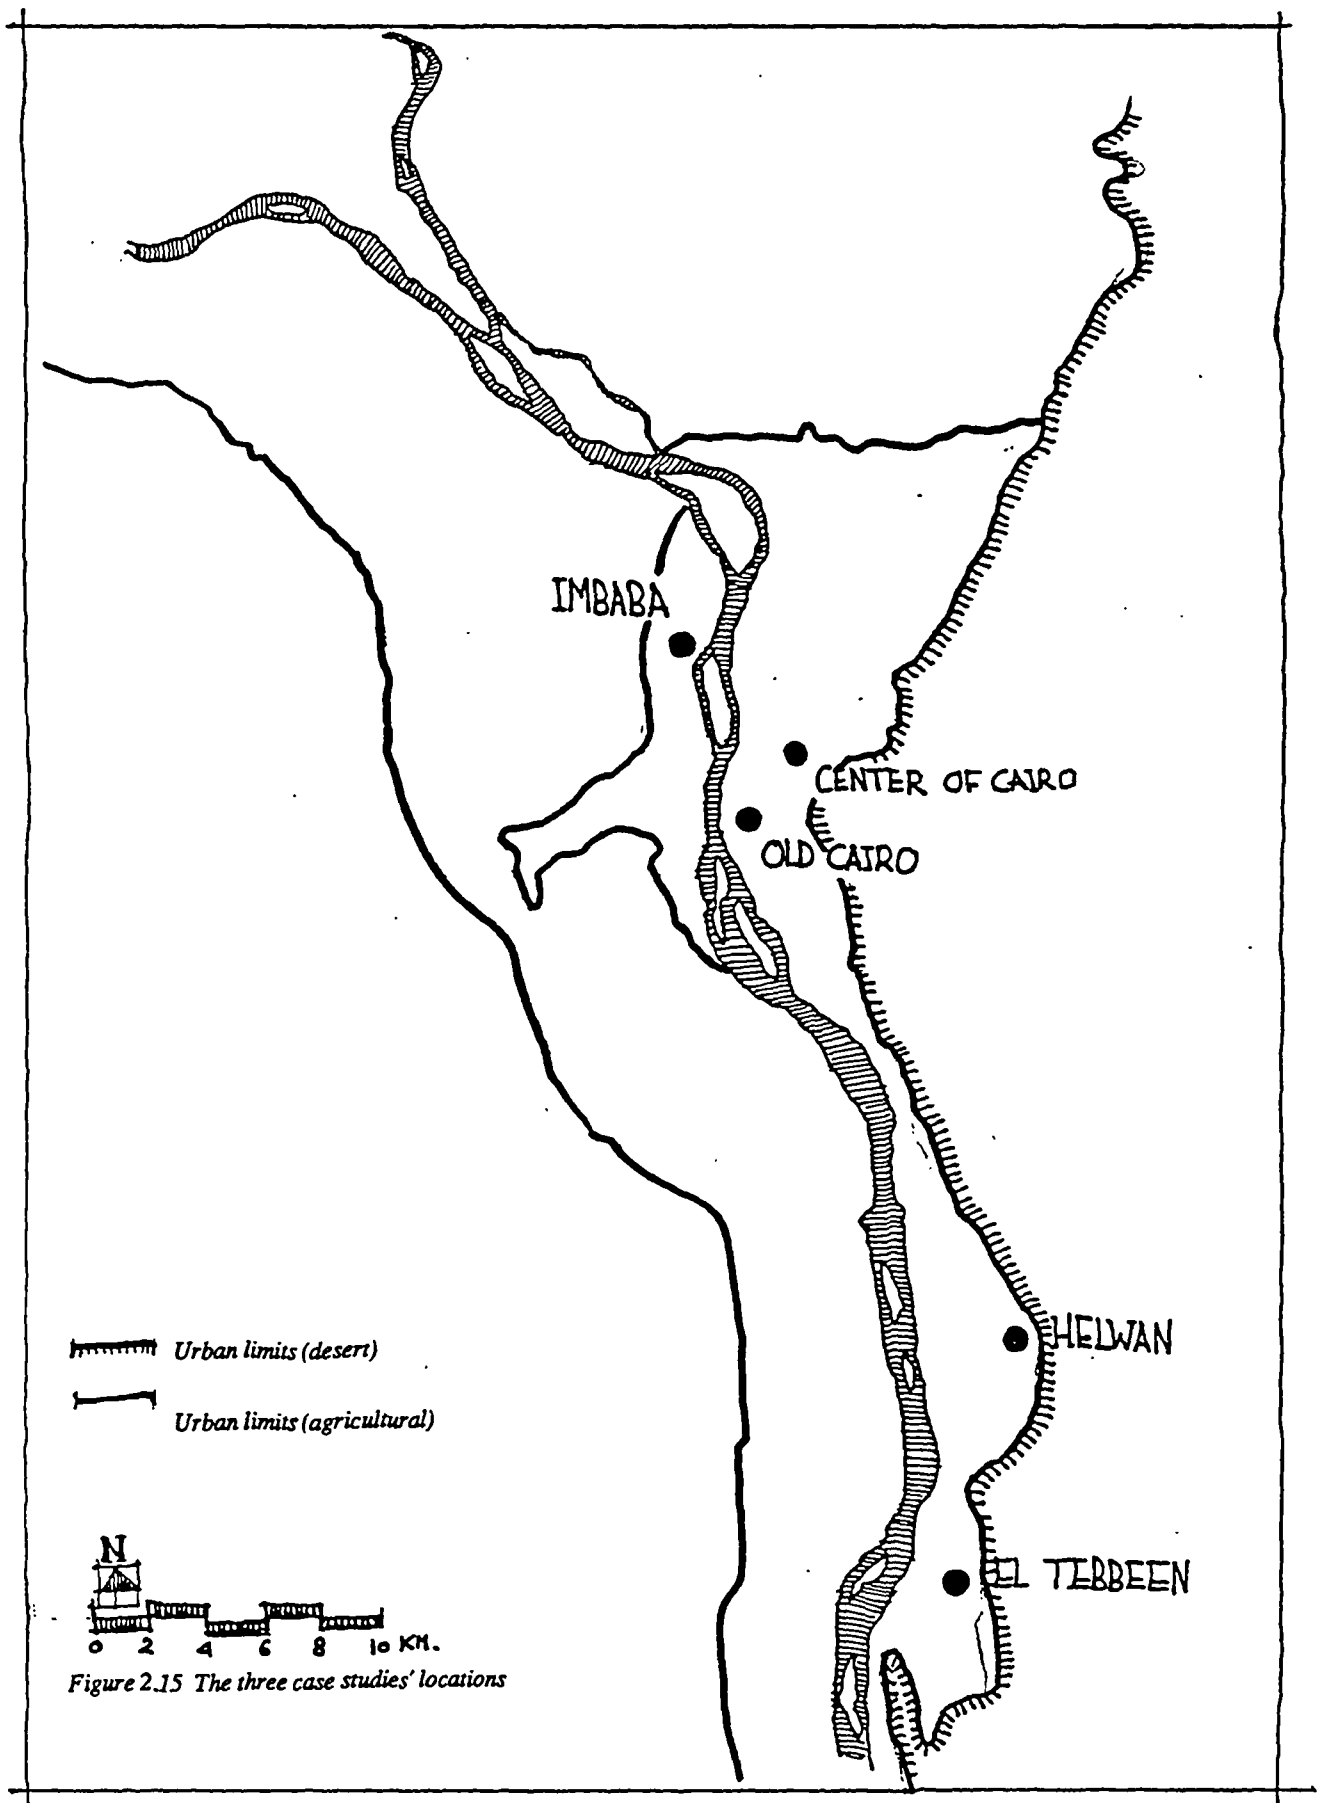 IMBABA
CENTER OF CAIRO
OLD CAIRO
HELWAN
Urban limits (desert)
Urban limits (agricultural)
N
EL TEBBEEN
0 2 4 6 8 10 KM.
Figure 2.15 The three case studies' locations